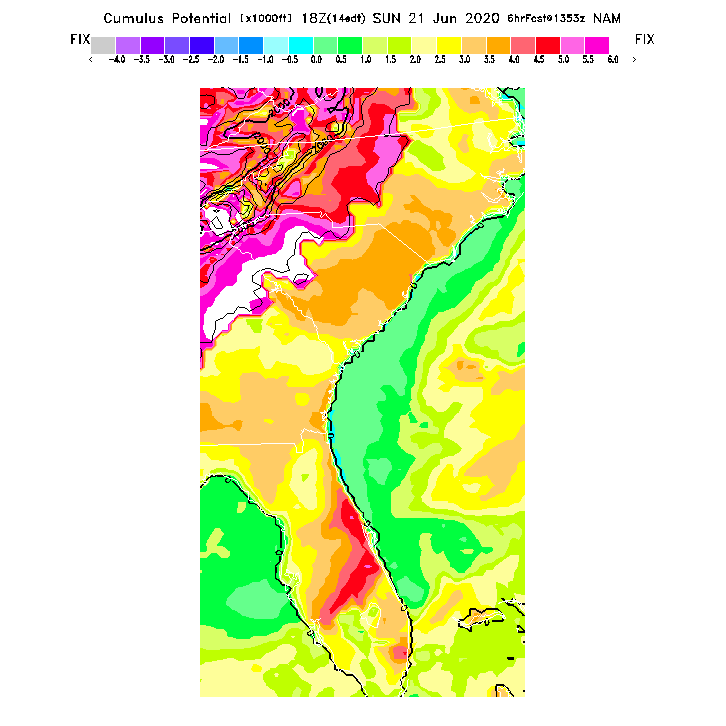 Cumulus Potential [x1000ft] 18Z(14edt) SUN 21 Jun 2020 6hrFcst@1353z NAM
FIX FIX
< -4.0 -3.5 -3.0 -2.5 -2.0 -1.5 -1.0 -0.5 0.0 0.5 1.0 1.5 2.0 2.5 3.0 3.5 4.0 4.5 5.0 5.5 6.0 >